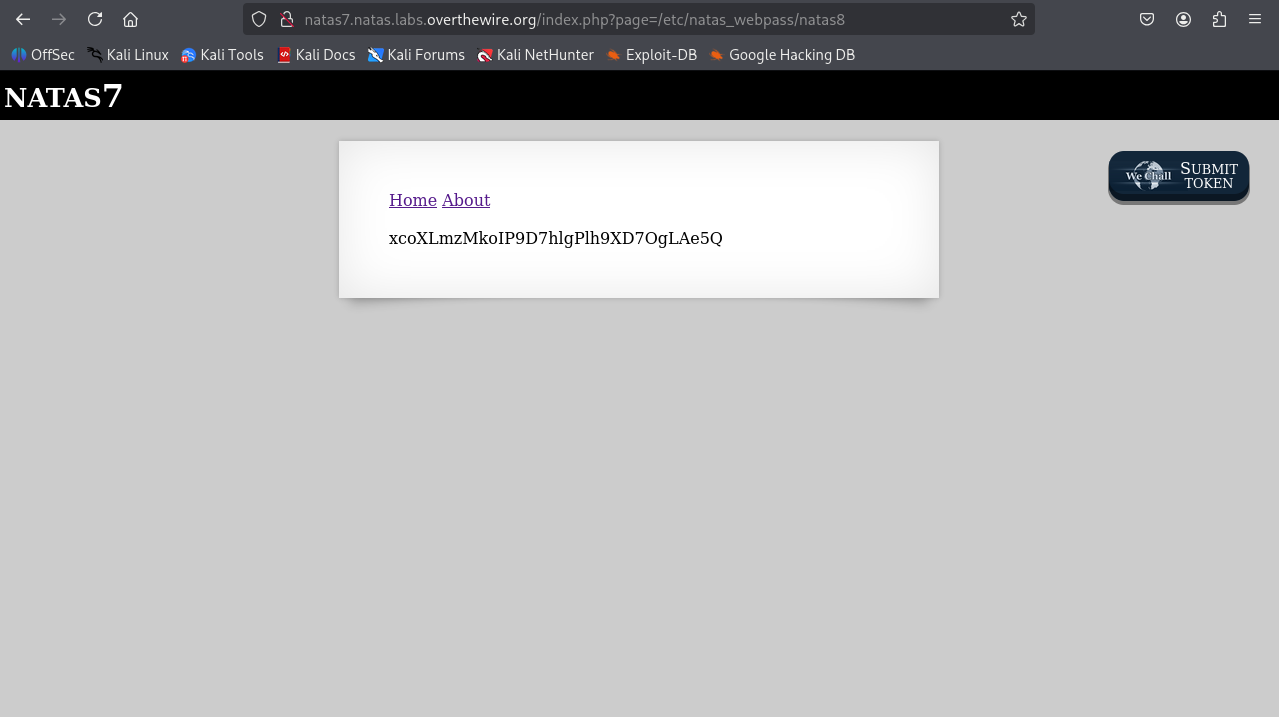 natas7.natas.labs.overthewire.org/index.php?page=/etc/natas_webpass/natas8
OffSec Kali Linux Kali Tools Kali Docs Kali Forums Kali NetHunter Exploit-DB Google Hacking DB
NATAS7
We Chall SUBMIT
TOKEN
Home About
xcoXLmzMkoIP9D7hlgPlh9XD7OgLAe5Q